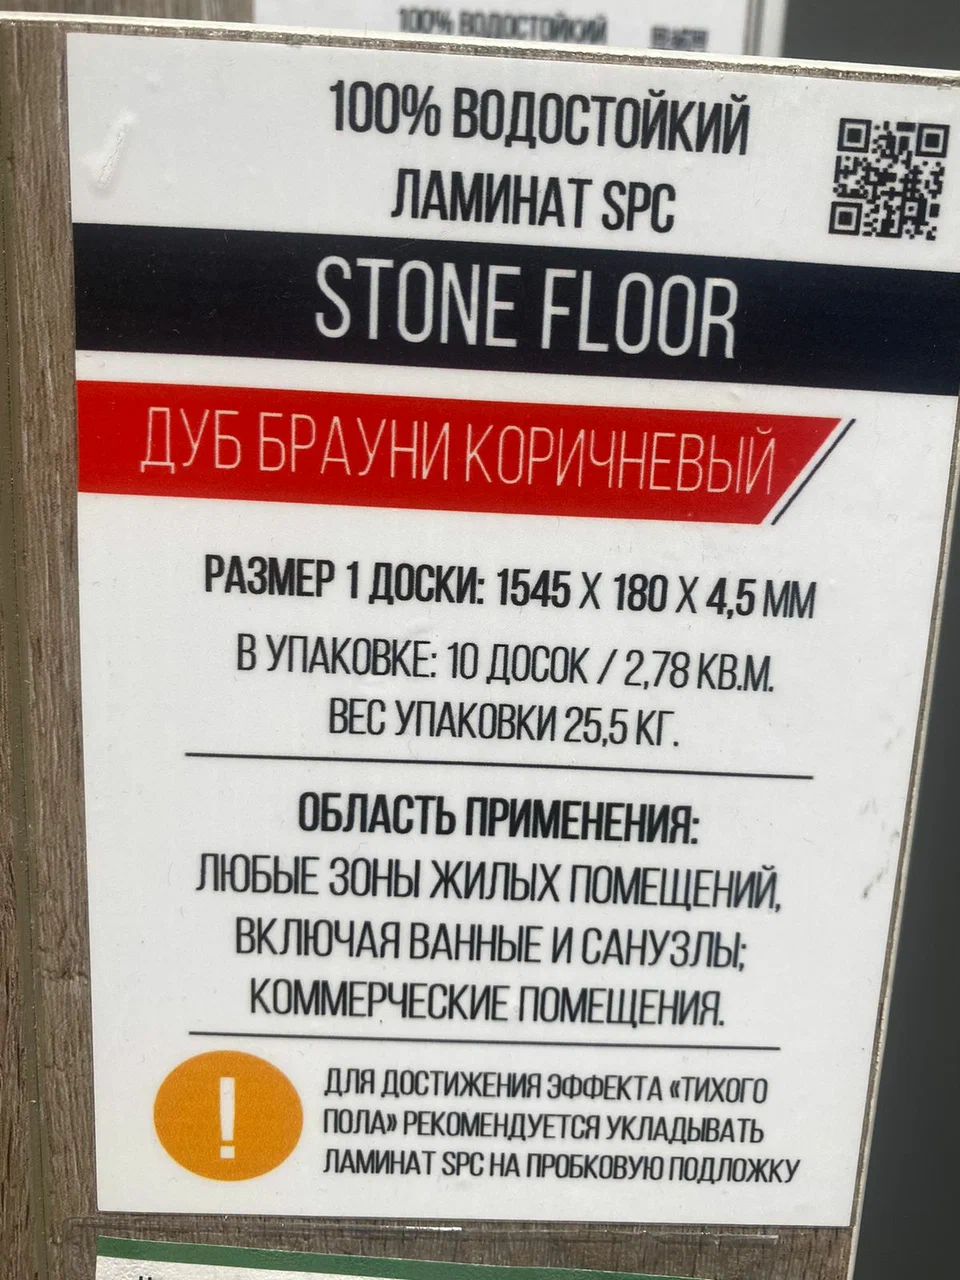 100% ВОДОСТОЙКИЙ
100% ВОДОСТОЙКИЙ
ЛАМИНАТ SPC
STONE FLOOR
ДУБ БРАУНИ КОРИЧНЕВЫЙ
РАЗМЕР 1 ДОСКИ: 1545 X 180 X 4,5 ММ
В УПАКОВКЕ: 10 ДОСОК / 2,78 КВ.М.
ВЕС УПАКОВКИ 25,5 КГ.
ОБЛАСТЬ ПРИМЕНЕНИЯ:
ЛЮБЫЕ ЗОНЫ ЖИЛЫХ ПОМЕЩЕНИЙ,
ВКЛЮЧАЯ ВАННЫЕ И САНУЗЛЫ;
КОММЕРЧЕСКИЕ ПОМЕЩЕНИЯ.
!
ДЛЯ ДОСТИЖЕНИЯ ЭФФЕКТА «ТИХОГО
ПОЛА» РЕКОМЕНДУЕТСЯ УКЛАДЫВАТЬ
ЛАМИНАТ SPC НА ПРОБКОВУЮ ПОДЛОЖКУ